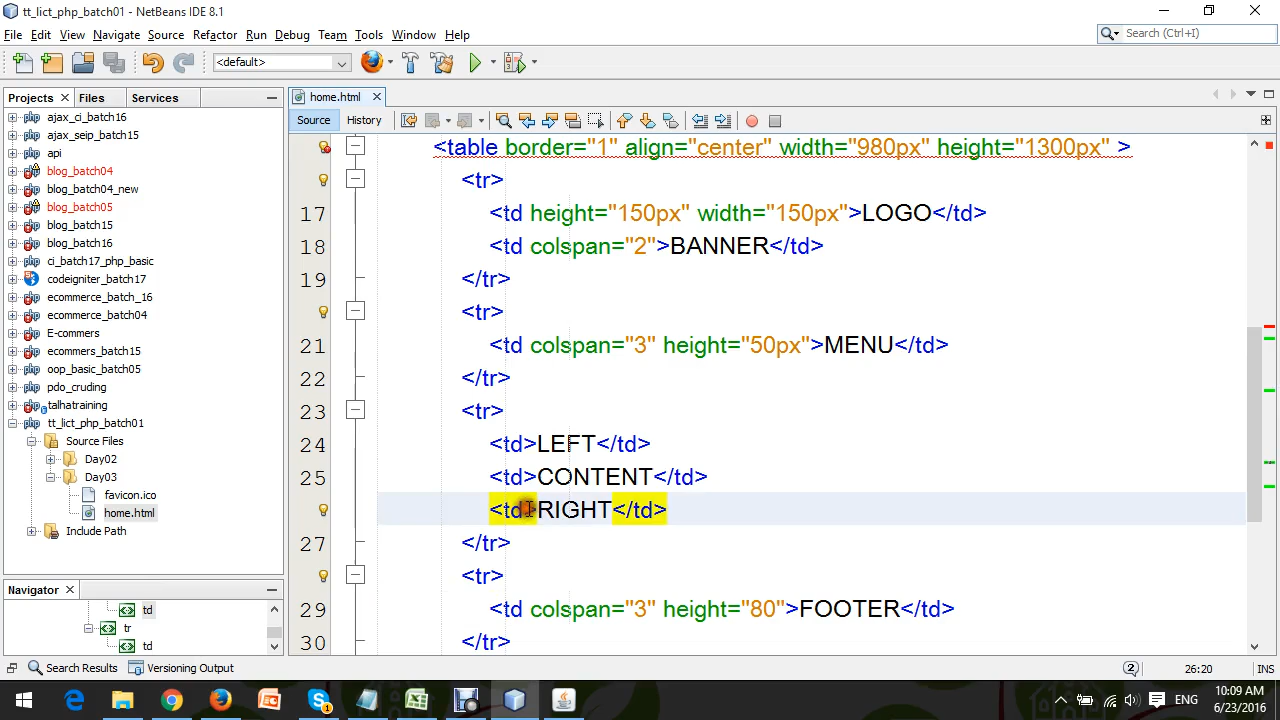 tt_lict_php_batch01 - NetBeans IDE 8.1
File Edit View Navigate Source Refactor Run Debug Team Tools Window Help
Search (Ctrl+I)
<default>
Projects Files Services
home.html
Source History
ajax_ci_batch16
ajax_seip_batch15
api
blog_batch04
blog_batch04_new
blog_batch05
blog_batch15
blog_batch16
ci_batch17_php_basic
codeigniter_batch17
ecommerce_batch_16
ecommerce_batch04
E-commers
ecommers_batch15
oop_basic_batch05
pdo_cruding
talhatraining
tt_lict_php_batch01
Source Files
Day02
Day03
favicon.ico
home.html
Include Path
<table border="1" align="center" width="980px" height="1300px" >
<tr>
17 <td height="150px" width="150px">LOGO</td>
18 <td colspan="2">BANNER</td>
19 </tr>
<tr>
21 <td colspan="3" height="50px">MENU</td>
22 </tr>
23 <tr>
24 <td>LEFT</td>
25 <td>CONTENT</td>
<td>RIGHT</td>
27 </tr>
<tr>
29 <td colspan="3" height="80">FOOTER</td>
30 </tr>
Navigator
td
tr
td
Search Results Versioning Output
2 26:20 INS
ENG
10:09 AM
6/23/2016